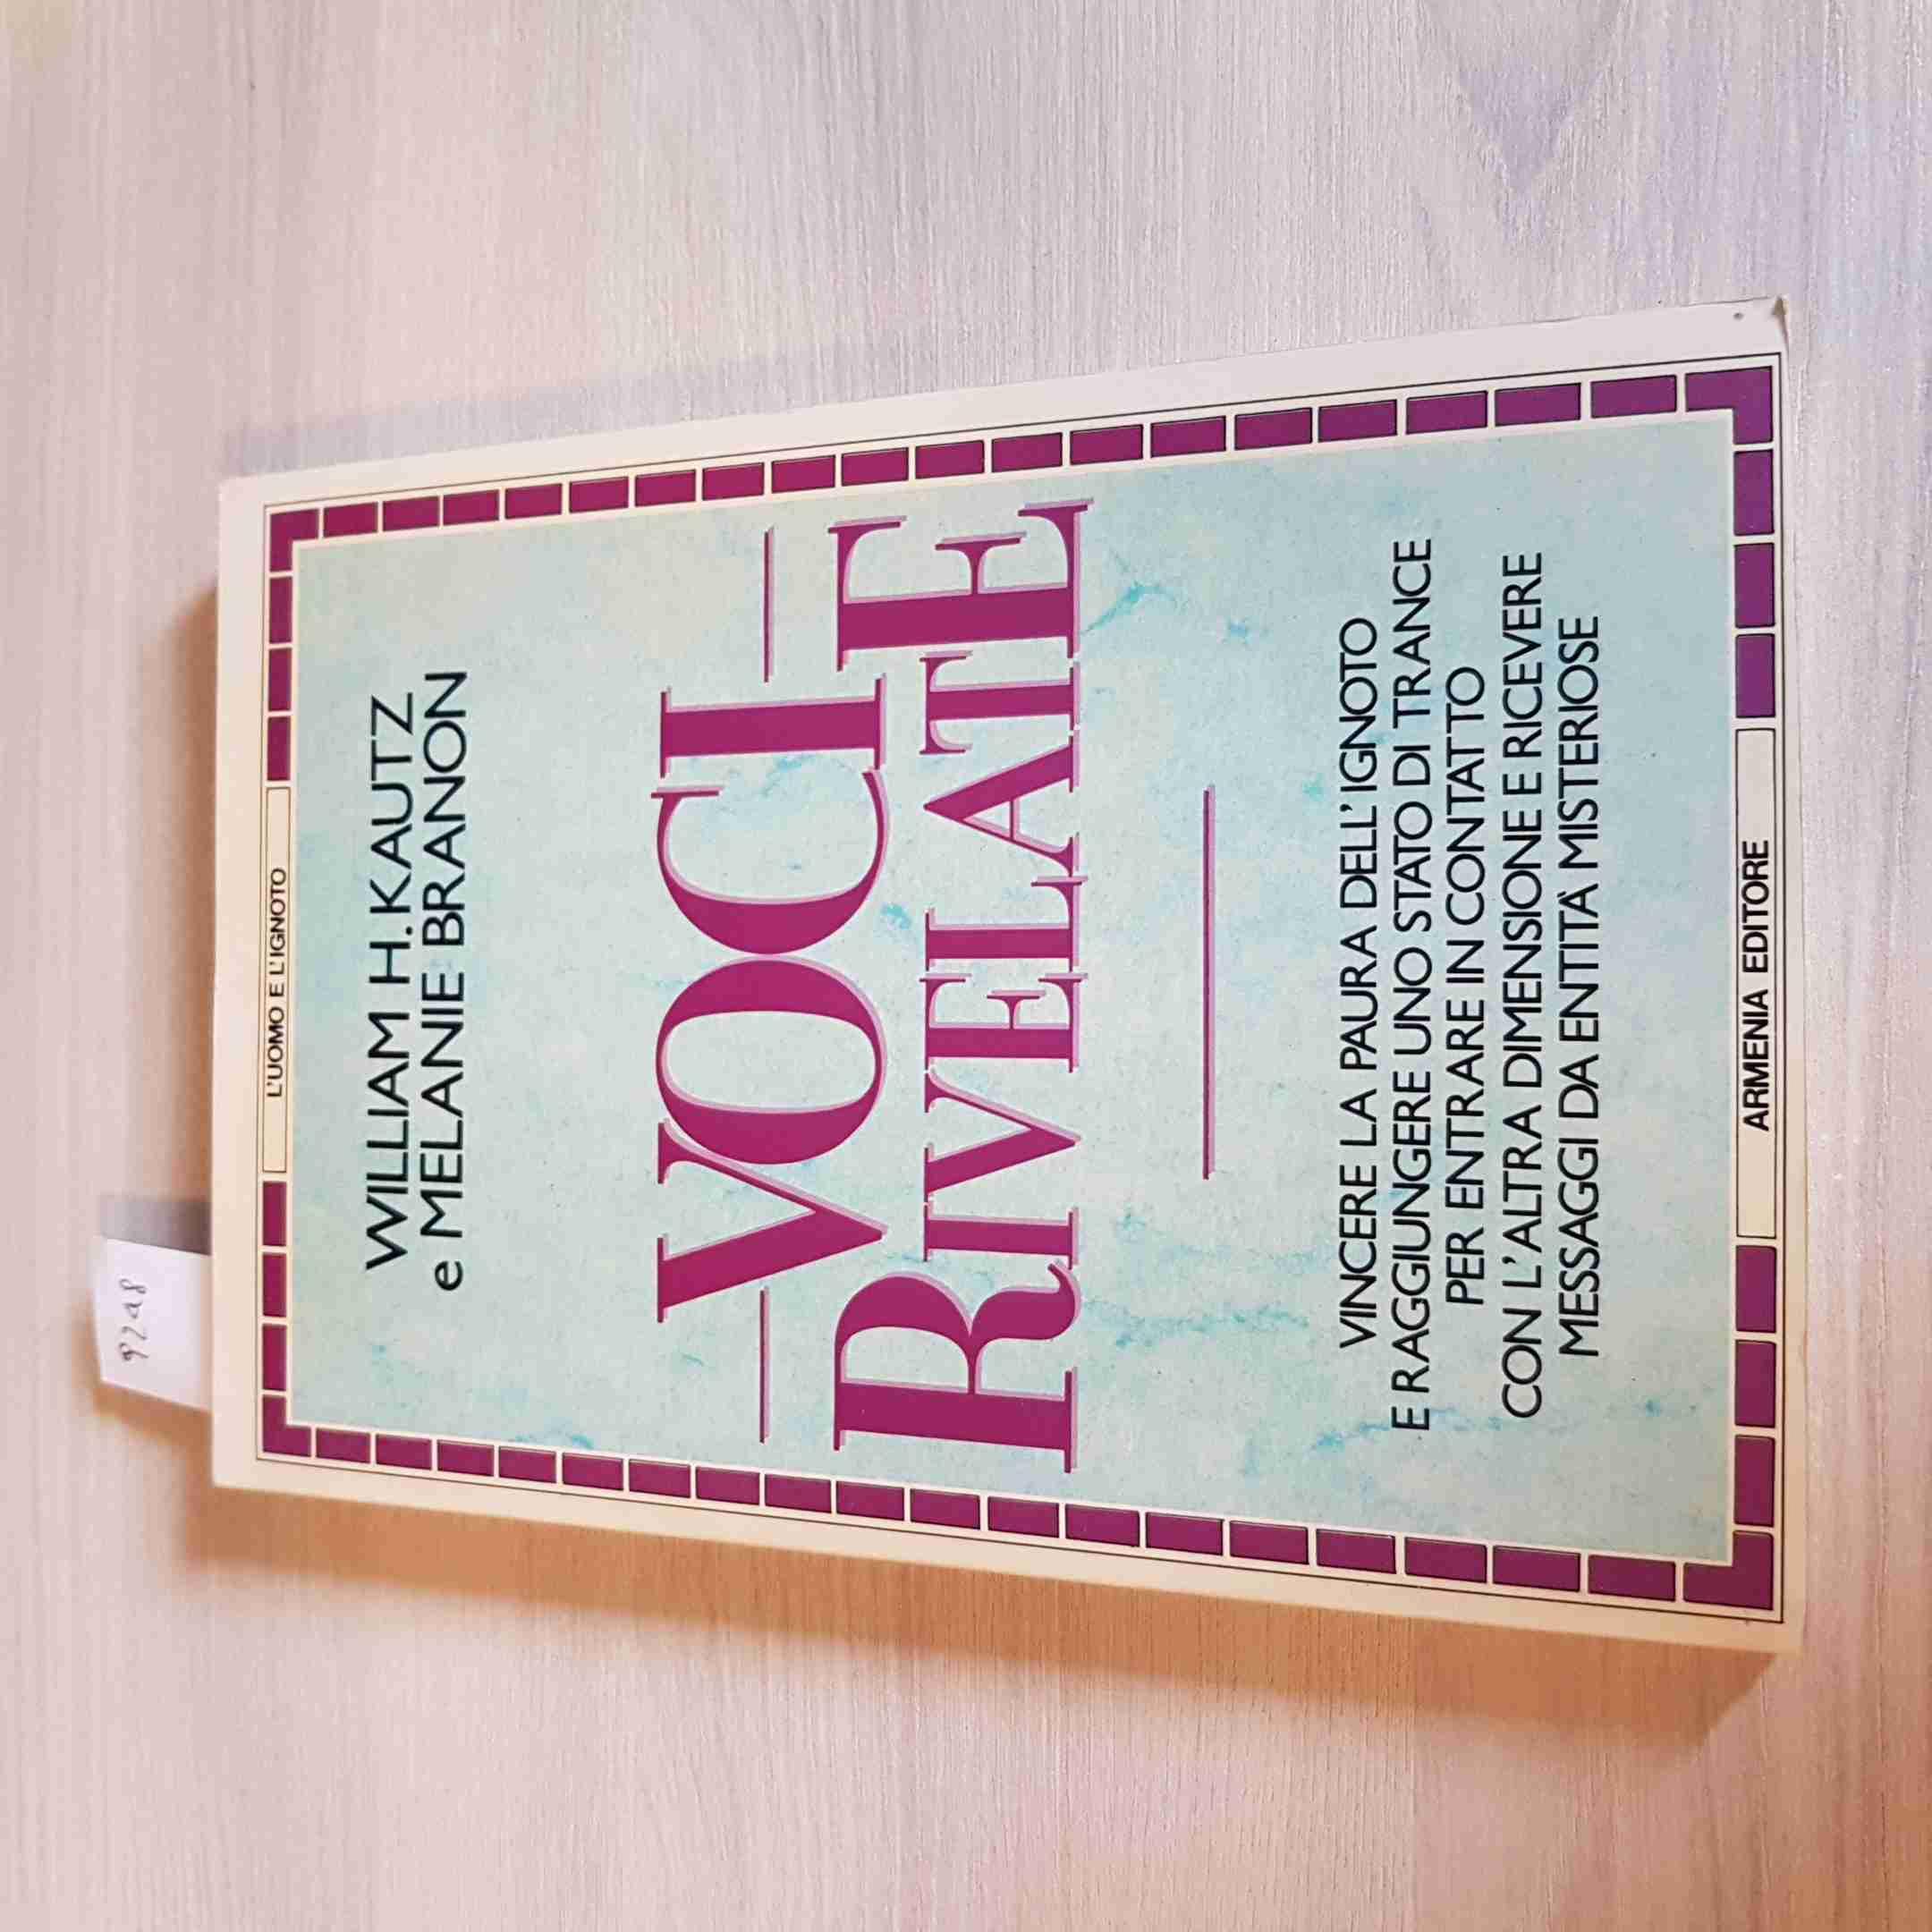 92a8
L'UOMO E L'IGNOTO
WILLIAM H. KAUTZ
e MELANIE BRANON
VOCI
RIVELATE
VINCERE LA PAURA DELL'IGNOTO
E RAGGIUNGERE UNO STATO DI TRANCE
PER ENTRARE IN CONTATTO
CON L'ALTRA DIMENSIONE E RICEVERE
MESSAGGI DA ENTITÀ MISTERIOSE
ARMENIA EDITORE